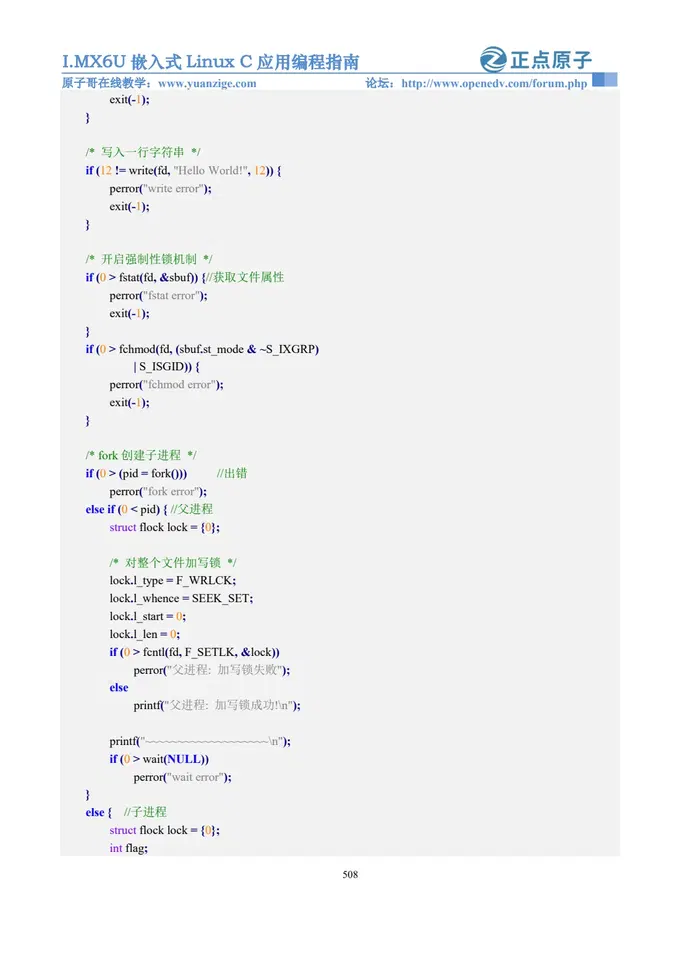 I.MX6U 嵌入式 Linux C 应用编程指南
正点原子
原子哥在线教学：www.yuanzige.com 论坛：http://www.openedv.com/forum.php
exit(-1);
}
/* 写入一行字符串 */
if (12 != write(fd, "Hello World!", 12)) {
perror("write error");
exit(-1);
}
/* 开启强制性锁机制 */
if (0 > fstat(fd, &sbuf)) {//获取文件属性
perror("fstat error");
exit(-1);
}
if (0 > fchmod(fd, (sbuf.st_mode & ~S_IXGRP)
| S_ISGID)) {
perror("fchmod error");
exit(-1);
}
/* fork 创建子进程 */
if (0 > (pid = fork())) //出错
perror("fork error");
else if (0 < pid) { //父进程
struct flock lock = {0};
/* 对整个文件加写锁 */
lock.l_type = F_WRLCK;
lock.l_whence = SEEK_SET;
lock.l_start = 0;
lock.l_len = 0;
if (0 > fcntl(fd, F_SETLK, &lock))
perror("父进程: 加写锁失败");
else
printf("父进程: 加写锁成功!\n");
printf("~~~~~~~~~~~~~~~~~~~\n");
if (0 > wait(NULL))
perror("wait error");
}
else { //子进程
struct flock lock = {0};
int flag;
508